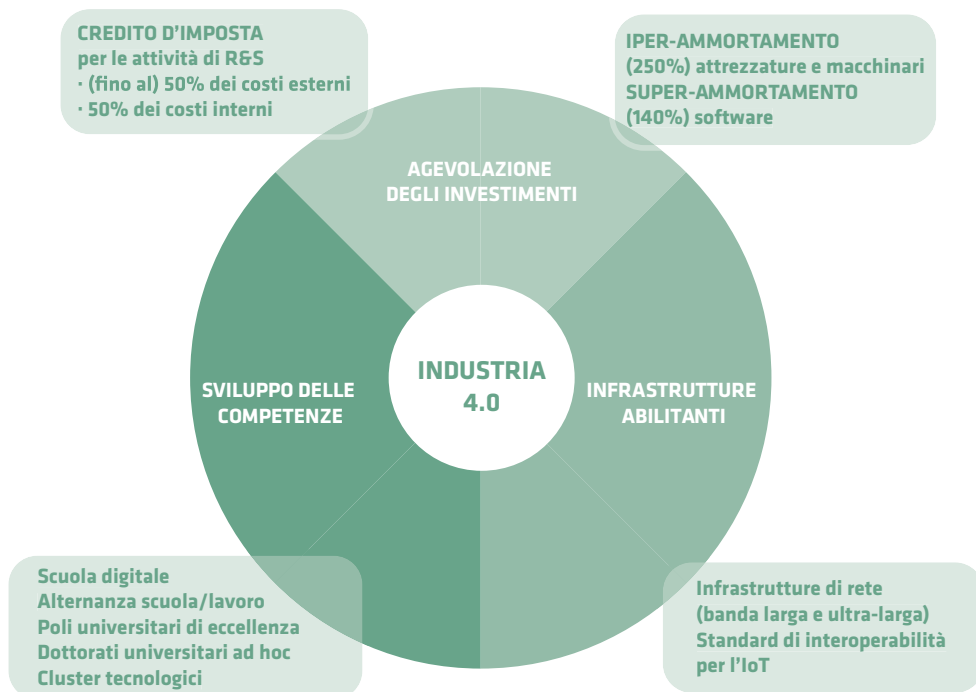 CREDITO D'IMPOSTA
per le attività di R&S
· (fino al) 50% dei costi esterni
· 50% dei costi interni
IPER-AMMORTAMENTO
(250%) attrezzature e macchinari
SUPER-AMMORTAMENTO
(140%) software
AGEVOLAZIONE
DEGLI INVESTIMENTI
SVILUPPO DELLE
COMPETENZE
INDUSTRIA
4.0
INFRASTRUTTURE
ABILITANTI
Scuola digitale
Alternanza scuola/lavoro
Poli universitari di eccellenza
Dottorati universitari ad hoc
Cluster tecnologici
Infrastrutture di rete
(banda larga e ultra-larga)
Standard di interoperabilità
per l'IoT